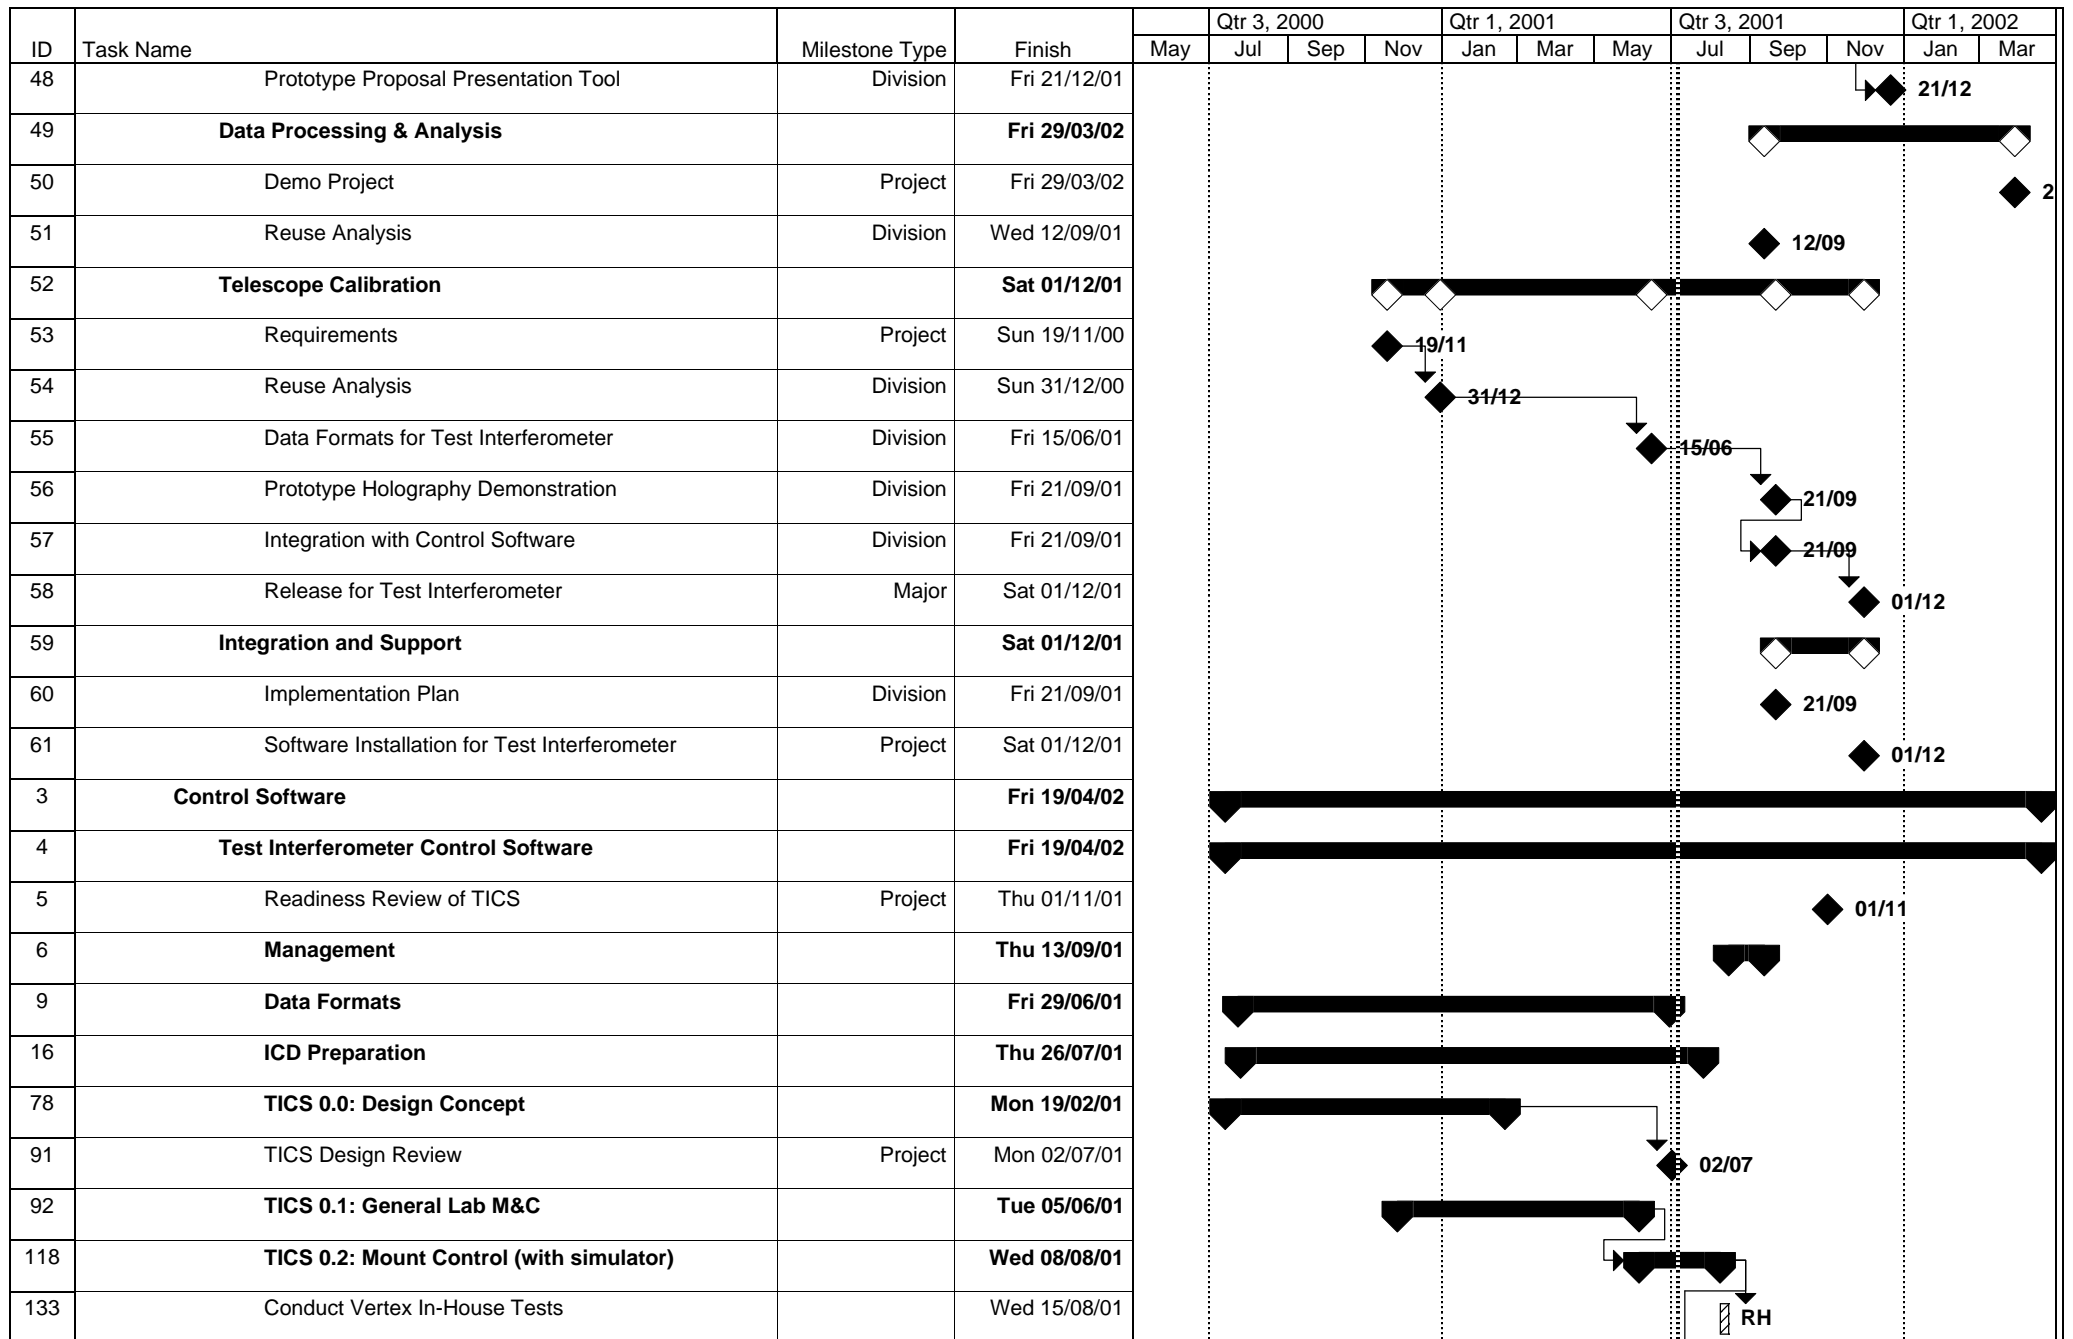 Qtr 3, 2000 Qtr 1, 2001 Qtr 3, 2001 Qtr 1, 2002
ID Task Name Milestone Type Finish May Jul Sep Nov Jan Mar May Jul Sep Nov Jan Mar
48 Prototype Proposal Presentation Tool Division Fri 21/12/01 21/12
49 Data Processing & Analysis Fri 29/03/02
50 Demo Project Project Fri 29/03/02 2
51 Reuse Analysis Division Wed 12/09/01 12/09
52 Telescope Calibration Sat 01/12/01
53 Requirements Project Sun 19/11/00 19/11
54 Reuse Analysis Division Sun 31/12/00 31/12
55 Data Formats for Test Interferometer Division Fri 15/06/01 15/06
56 Prototype Holography Demonstration Division Fri 21/09/01 21/09
57 Integration with Control Software Division Fri 21/09/01 21/09
58 Release for Test Interferometer Major Sat 01/12/01 01/12
59 Integration and Support Sat 01/12/01
60 Implementation Plan Division Fri 21/09/01 21/09
61 Software Installation for Test Interferometer Project Sat 01/12/01 01/12
3 Control Software Fri 19/04/02
4 Test Interferometer Control Software Fri 19/04/02
5 Readiness Review of TICS Project Thu 01/11/01 01/11
6 Management Thu 13/09/01
9 Data Formats Fri 29/06/01
16 ICD Preparation Thu 26/07/01
78 TICS 0.0: Design Concept Mon 19/02/01
91 TICS Design Review Project Mon 02/07/01 02/07
92 TICS 0.1: General Lab M&C Tue 05/06/01
118 TICS 0.2: Mount Control (with simulator) Wed 08/08/01
133 Conduct Vertex In-House Tests Wed 15/08/01 RH